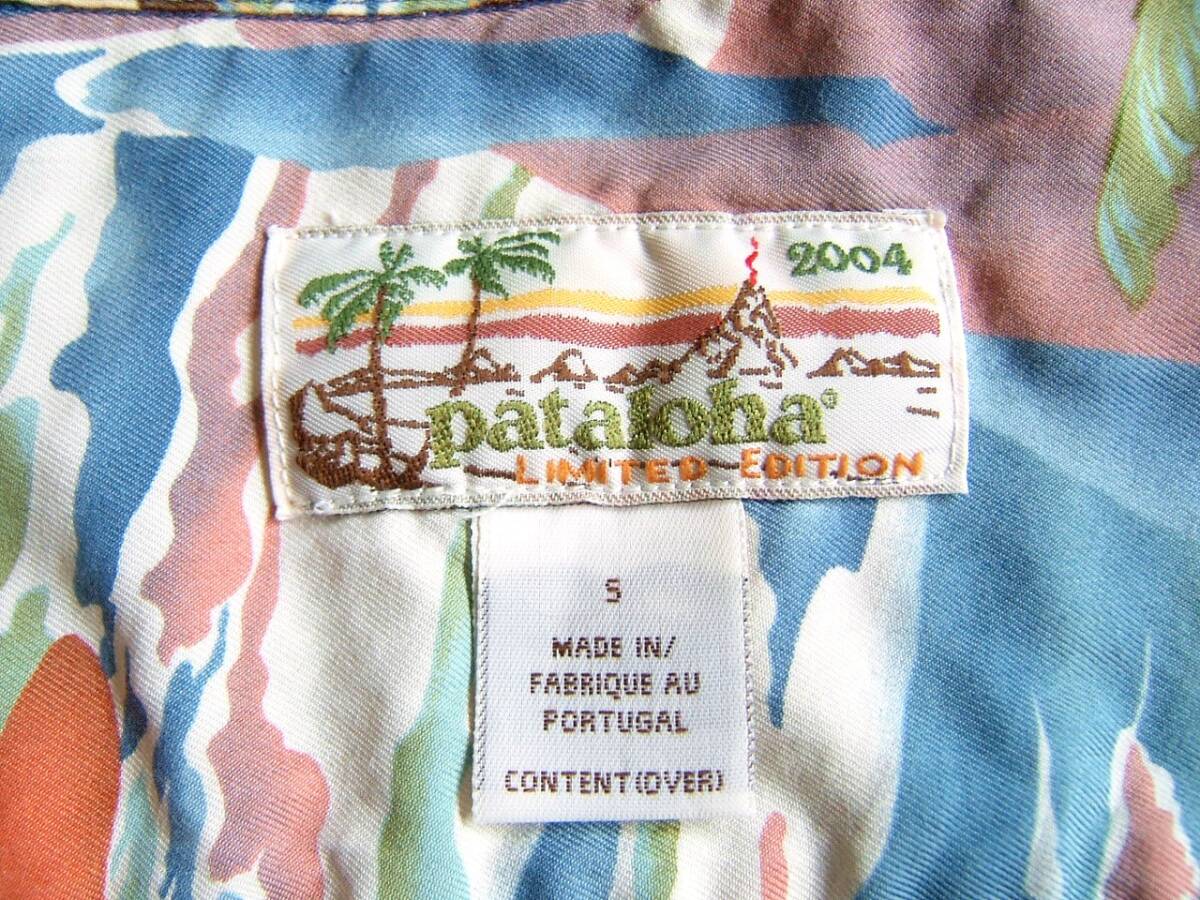 2004
pataloha®
LIMITED EDITION
S
MADE IN/
FABRIQUE AU
PORTUGAL
CONTENT(OVER)